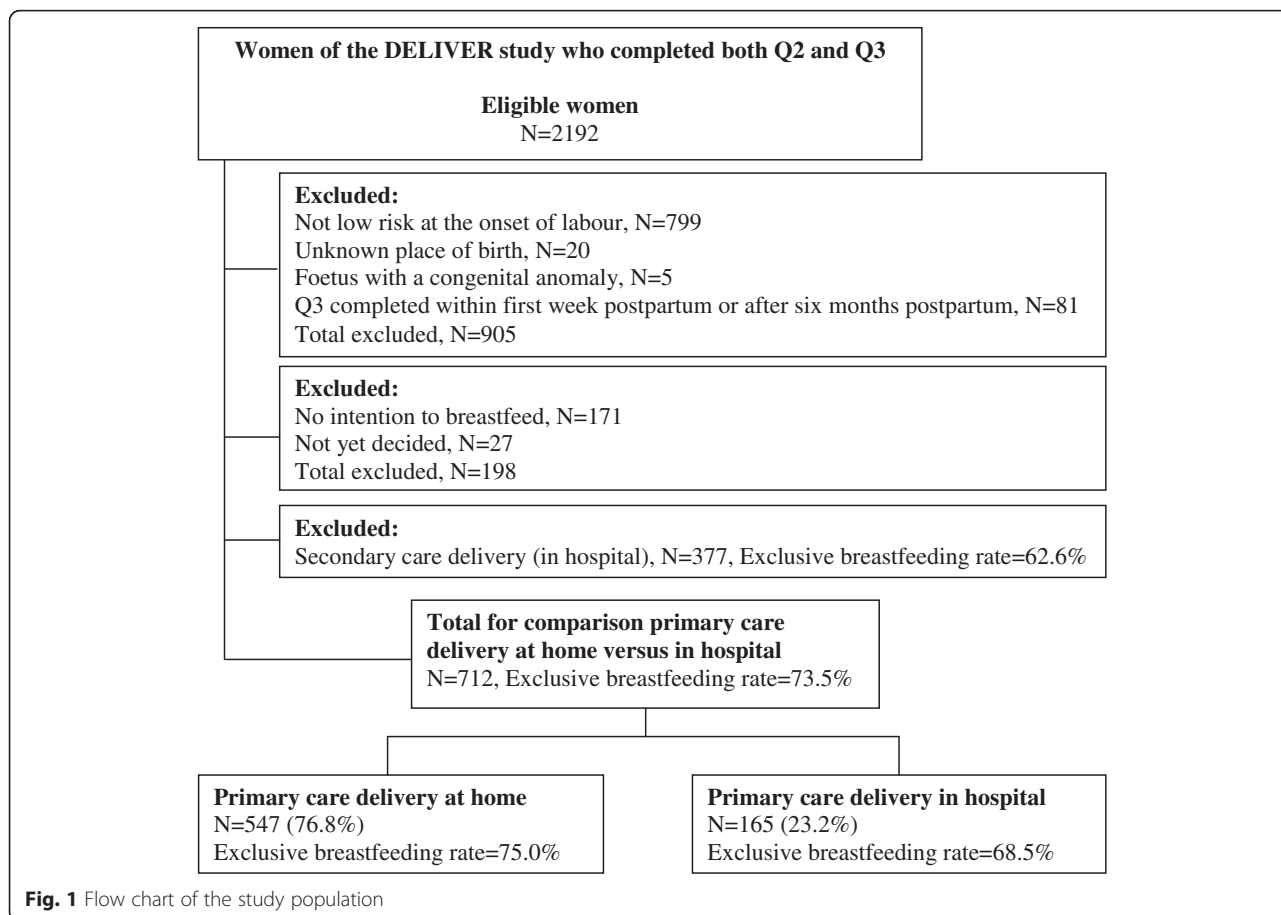 Women of the DELIVER study who completed both Q2 and Q3
Eligible women
N=2192
Excluded:
Not low risk at the onset of labour, N=799
Unknown place of birth, N=20
Foetus with a congenital anomaly, N=5
Q3 completed within first week postpartum or after six months postpartum, N=81
Total excluded, N=905
Excluded:
No intention to breastfeed, N=171
Not yet decided, N=27
Total excluded, N=198
Excluded:
Secondary care delivery (in hospital), N=377, Exclusive breastfeeding rate=62.6%
Total for comparison primary care
delivery at home versus in hospital
N=712, Exclusive breastfeeding rate=73.5%
Primary care delivery at home
N=547 (76.8%)
Exclusive breastfeeding rate=75.0%
Primary care delivery in hospital
N=165 (23.2%)
Exclusive breastfeeding rate=68.5%
Fig. 1 Flow chart of the study population